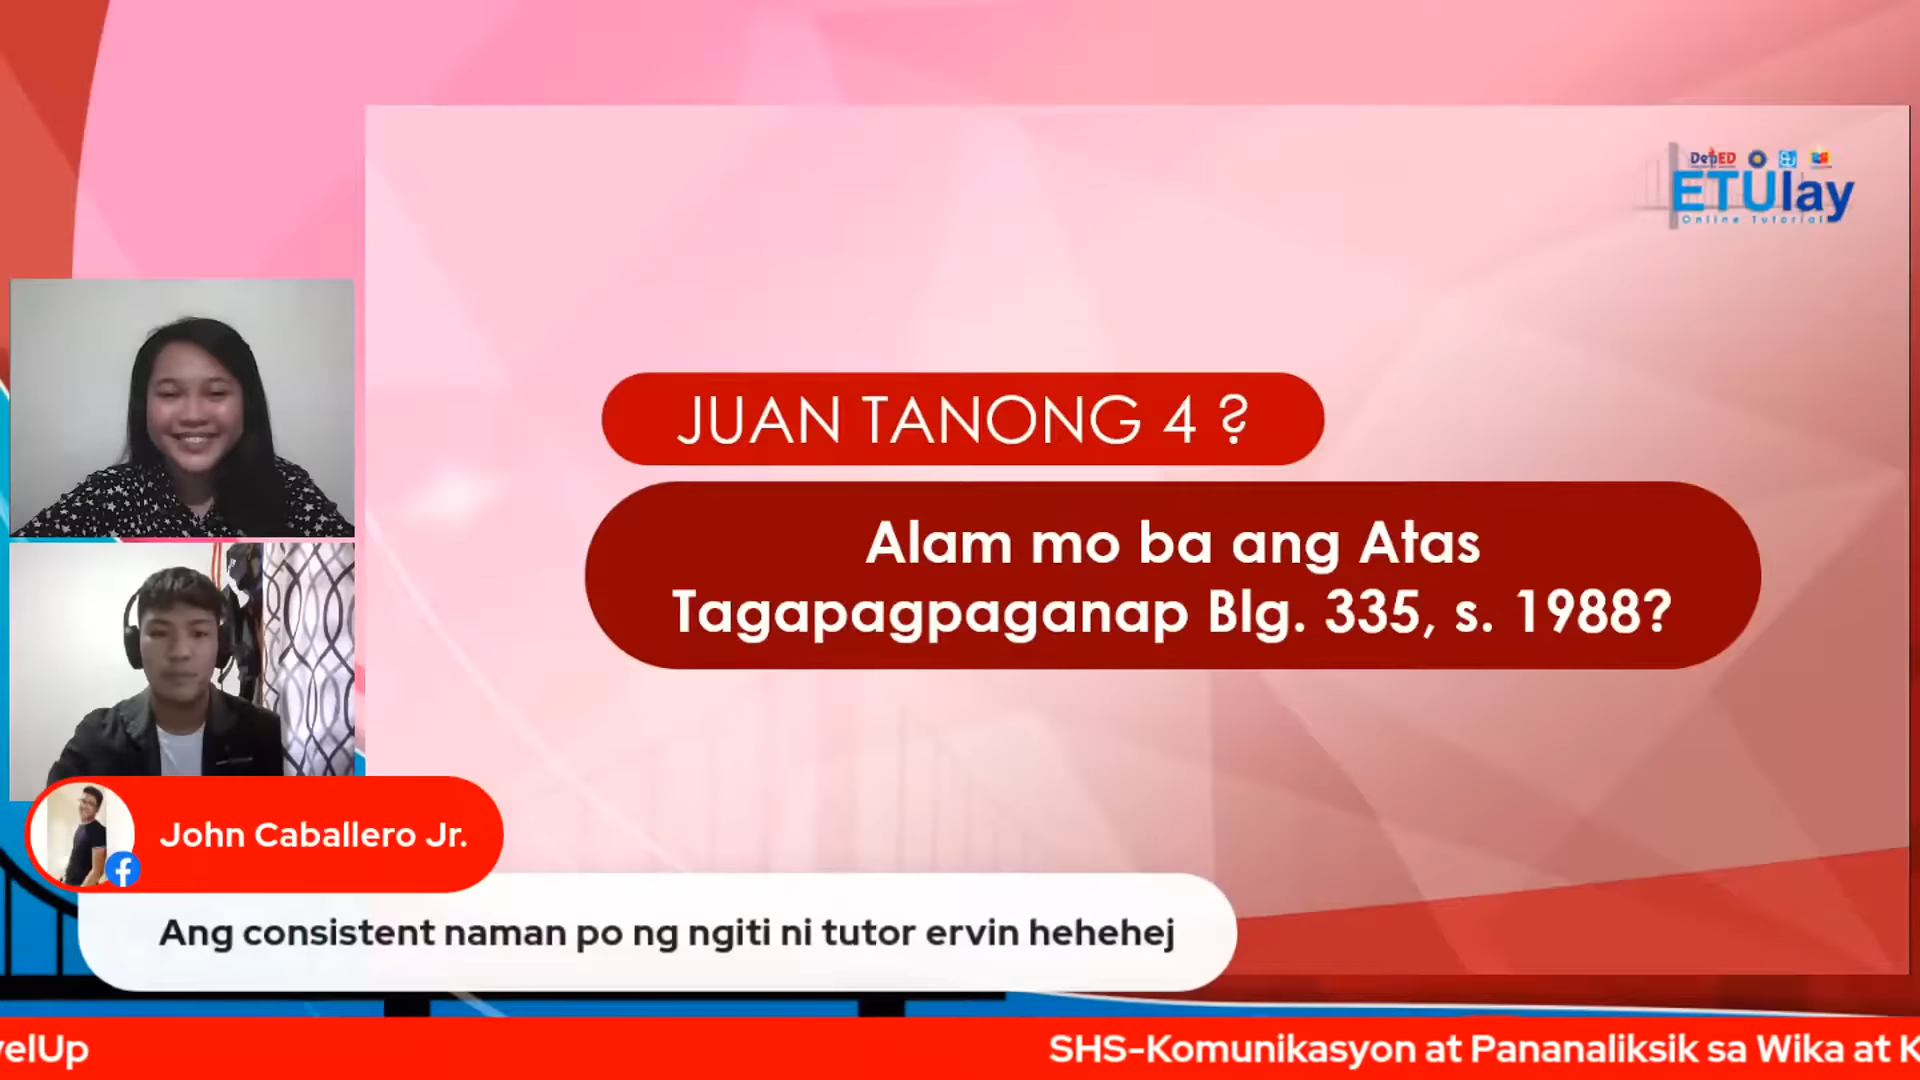 DepED
ETUlay
Online Tutorial
JUAN TANONG 4 ?
Alam mo ba ang Atas
Tagapagpaganap Blg. 335, s. 1988?
John Caballero Jr.
Ang consistent naman po ng ngiti ni tutor ervin hehehej
velUp
SHS-Komunikasyon at Pananaliksik sa Wika at K